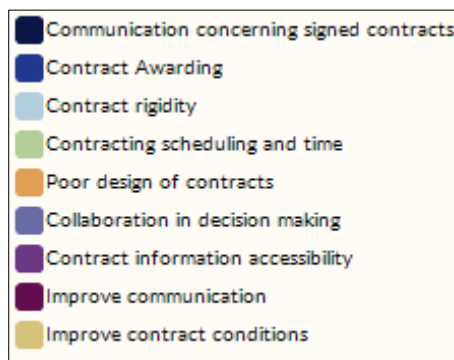 Communication concerning signed contracts
Contract Awarding
Contract rigidity
Contracting scheduling and time
Poor design of contracts
Collaboration in decision making
Contract information accessibility
Improve communication
Improve contract conditions